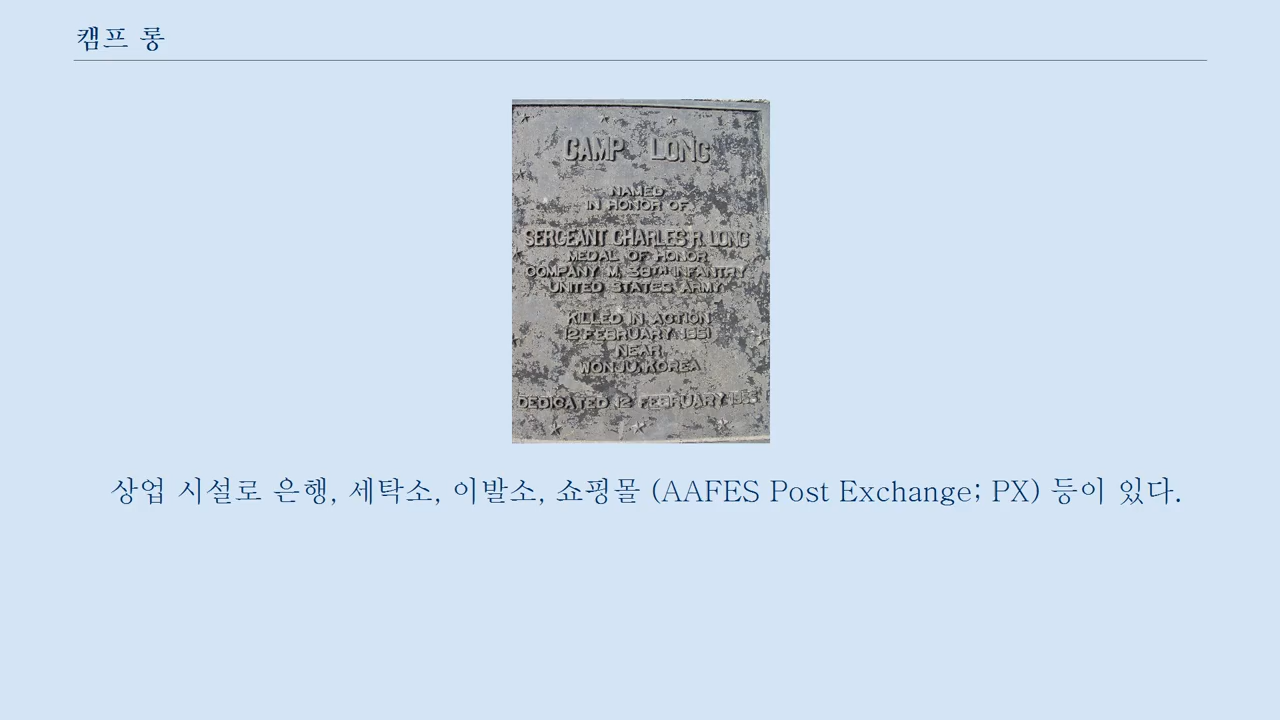 캠프 롱
CAMP LONG
NAMED
IN HONOR OF
SERGEANT CHARLES R. LONG
MEDAL OF HONOR
COMPANY M, 38TH INFANTRY
UNITED STATES ARMY
KILLED IN ACTION
12 FEBRUARY 1951
NEAR
WONJU, KOREA
DEDICATED 12 FEBRUARY
상업 시설로 은행, 세탁소, 이발소, 쇼핑몰 (AAFES Post Exchange; PX) 등이 있다.